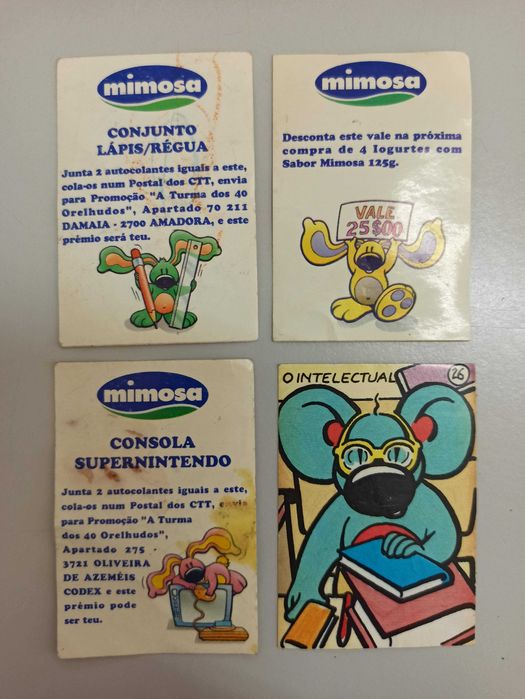 mimosa
CONJUNTO
LÁPIS/RÉGUA
Junta 2 autocolantes iguais a este,
cola-os num Postal dos CTT, envia
para Promoção "A Turma dos 40
Orelhudos", Apartado 70 211
DAMAIA - 2700 AMADORA, e este
prémio será teu.
mimosa
Desconta este vale na próxima
compra de 4 Iogurtes com
Sabor Mimosa 125g.
VALE
25$00
mimosa
CONSOLA
SUPERNINTENDO
Junta 2 autocolantes iguais a este,
cola-os num Postal dos CTT, envia
para Promoção "A Turma
dos 40 Orelhudos",
Apartado 275 -
3721 OLIVEIRA
DE AZEMÉIS
CODEX e este
prémio pode
ser teu.
O INTELECTUAL
26